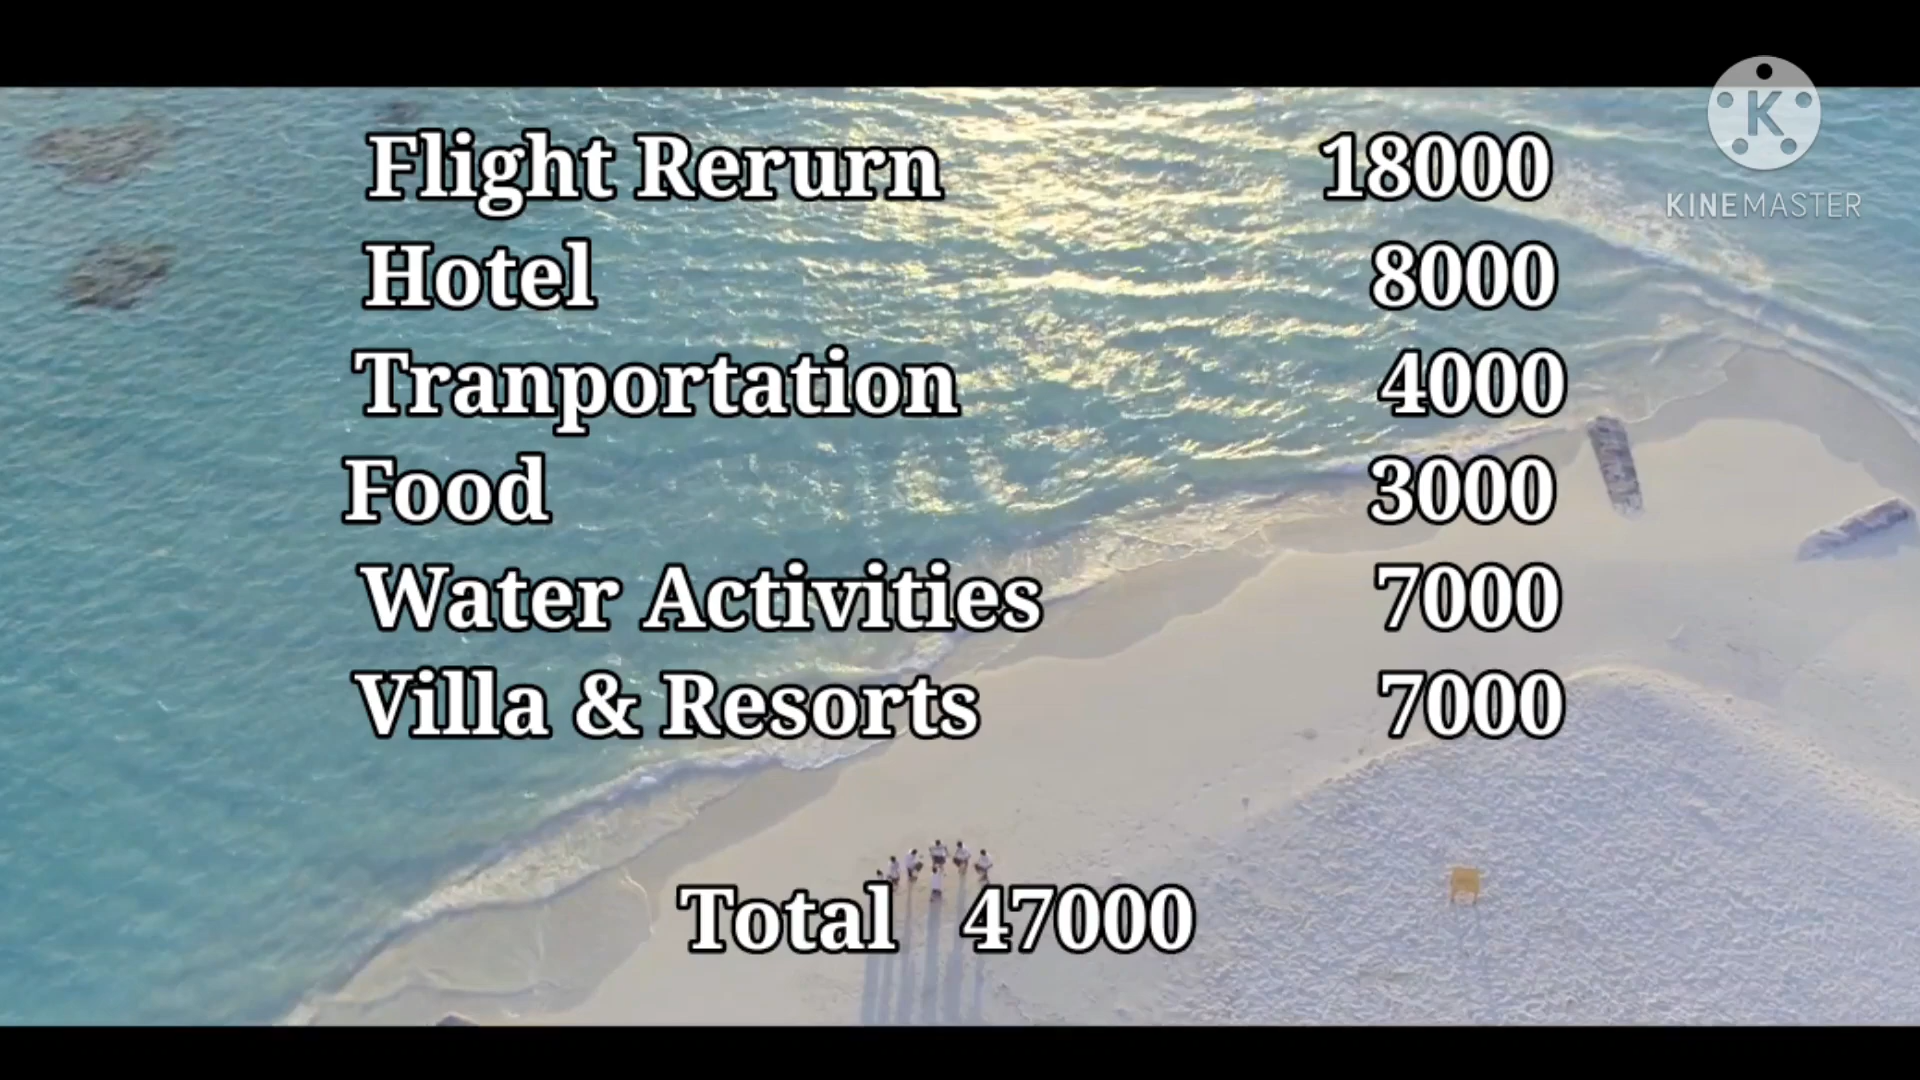 Flight Rerurn 18000
Hotel 8000
Tranportation 4000
Food 3000
Water Activities 7000
Villa & Resorts 7000
Total 47000
K
KINEMASTER